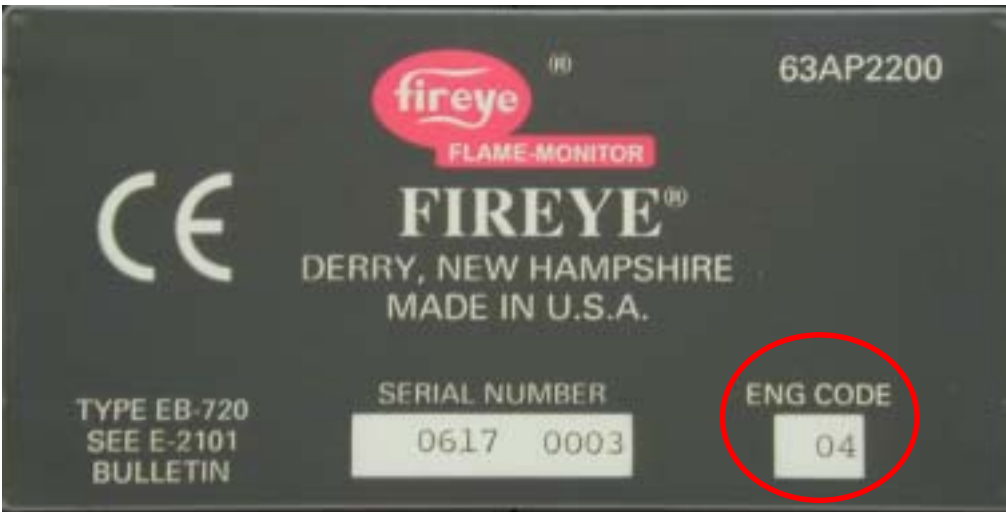 fireye ®
63AP2200
FLAME-MONITOR
CE
FIREYE®
DERRY, NEW HAMPSHIRE
MADE IN U.S.A.
TYPE EB-720
SEE E-2101
BULLETIN
SERIAL NUMBER
0617 0003
ENG CODE
04